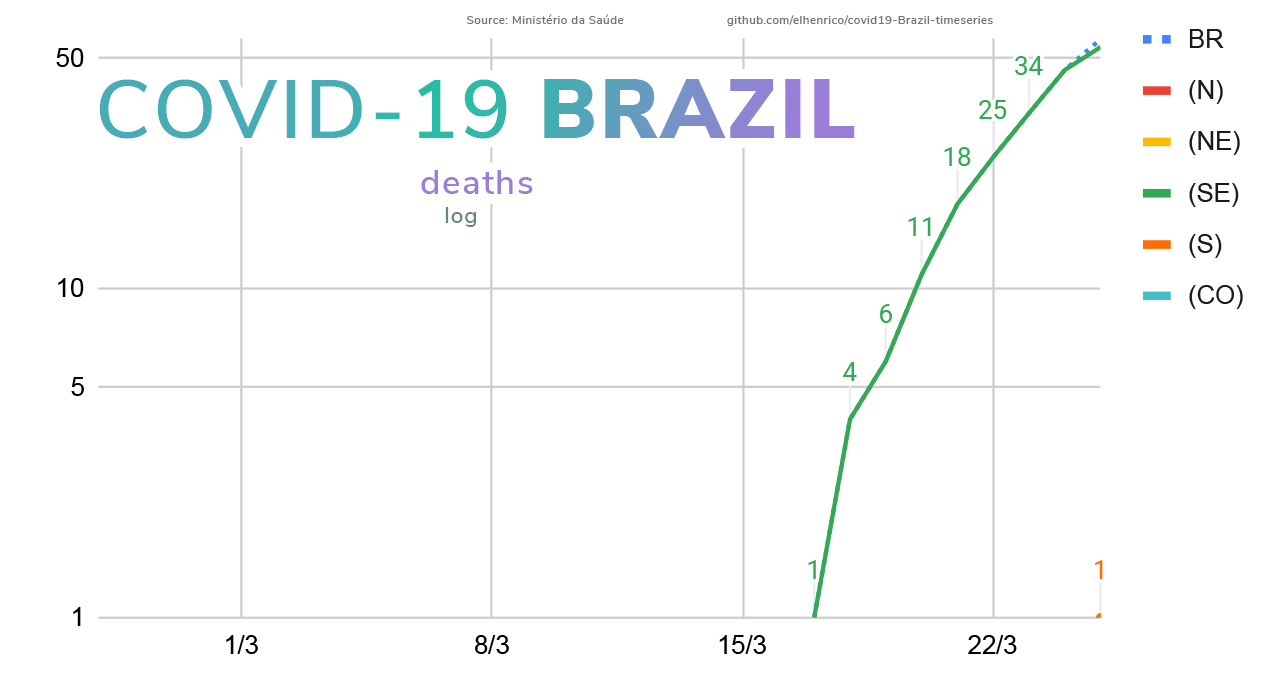 Source: Ministério da Saúde
github.com/elhenrico/covid19-Brazil-timeseries
COVID-19 BRAZIL
deaths
log
50
10
5
1
1/3
8/3
15/3
22/3
1
4
6
11
18
25
34
1
BR
(N)
(NE)
(SE)
(S)
(CO)